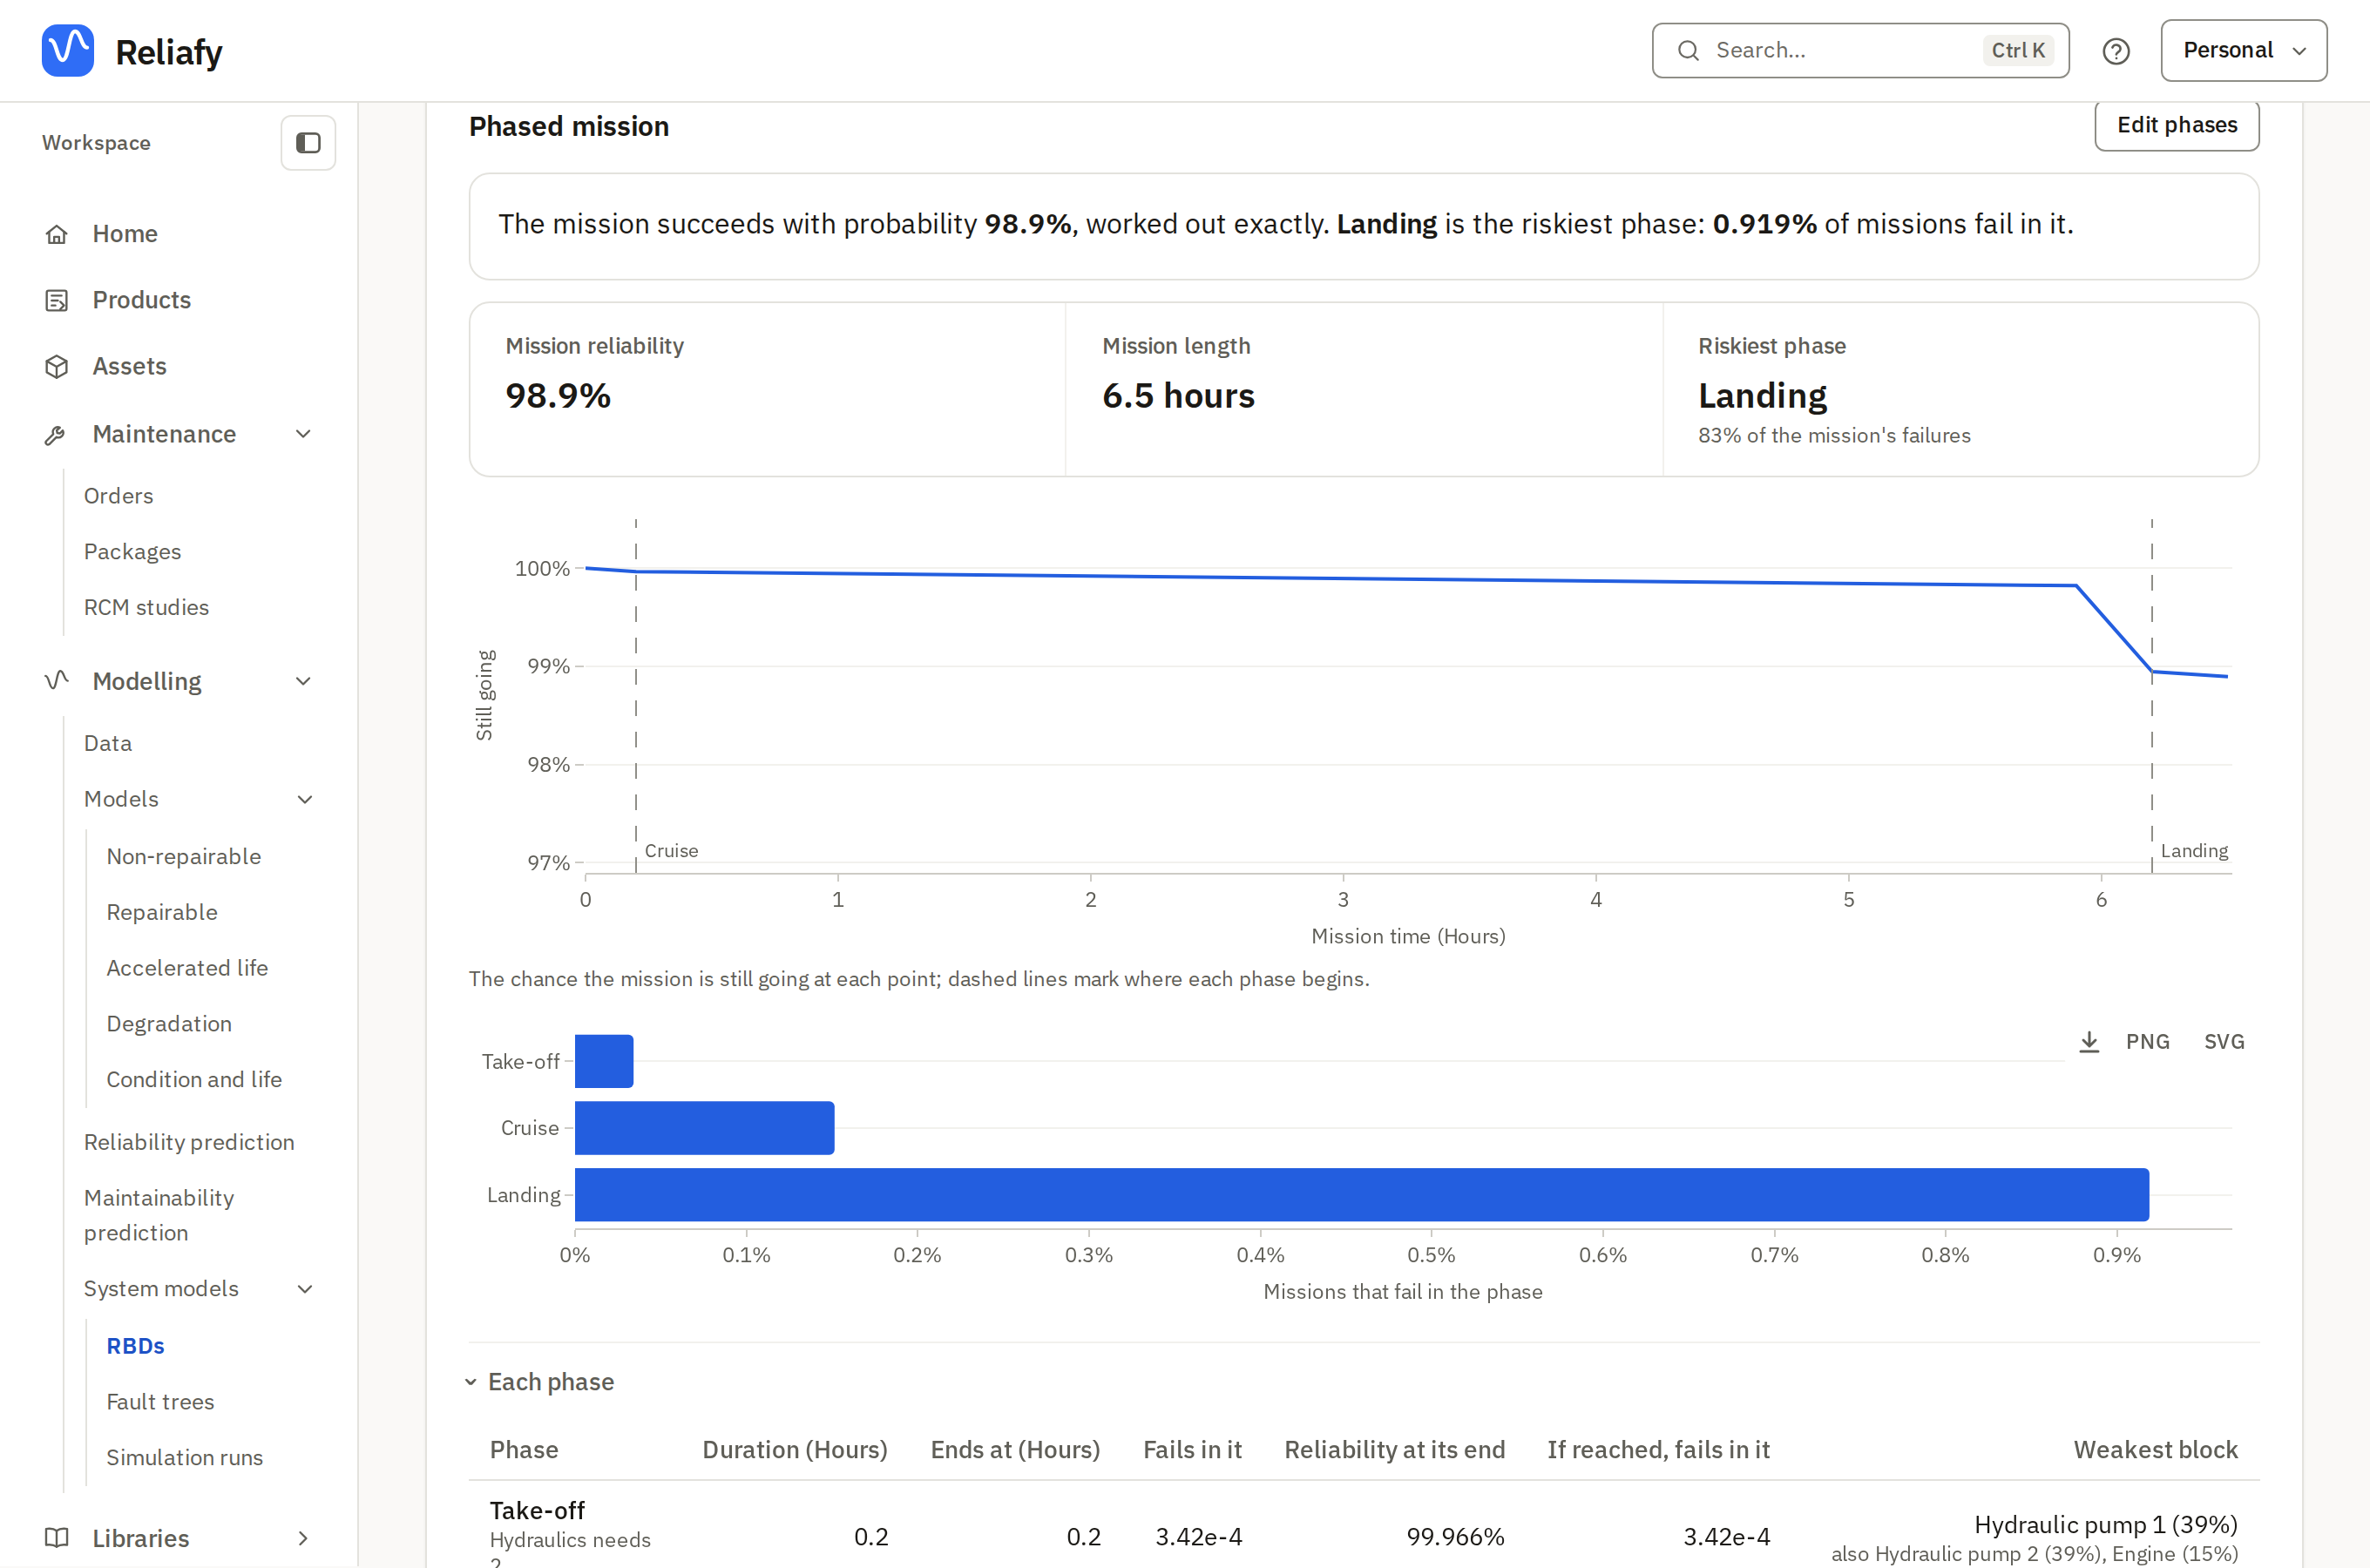 Reliafy
Search...
Ctrl K
Personal
Workspace
Home
Products
Assets
Maintenance
Orders
Packages
RCM studies
Modelling
Data
Models
Non-repairable
Repairable
Accelerated life
Degradation
Condition and life
Reliability prediction
Maintainability
prediction
System models
RBDs
Fault trees
Simulation runs
Libraries
Phased mission
Edit phases
The mission succeeds with probability 98.9%, worked out exactly. Landing is the riskiest phase: 0.919% of missions fail in it.
Mission reliability
98.9%
Mission length
6.5 hours
Riskiest phase
Landing
83% of the mission's failures
Still going
100%
99%
98%
97%
Cruise
Landing
0 1 2 3 4 5 6
Mission time (Hours)
The chance the mission is still going at each point; dashed lines mark where each phase begins.
PNG SVG
Take-off
Cruise
Landing
0% 0.1% 0.2% 0.3% 0.4% 0.5% 0.6% 0.7% 0.8% 0.9%
Missions that fail in the phase
Each phase
Phase Duration (Hours) Ends at (Hours) Fails in it Reliability at its end If reached, fails in it Weakest block
Take-off
Hydraulics needs
2
0.2 0.2 3.42e-4 99.966% 3.42e-4
Hydraulic pump 1 (39%)
also Hydraulic pump 2 (39%), Engine (15%)